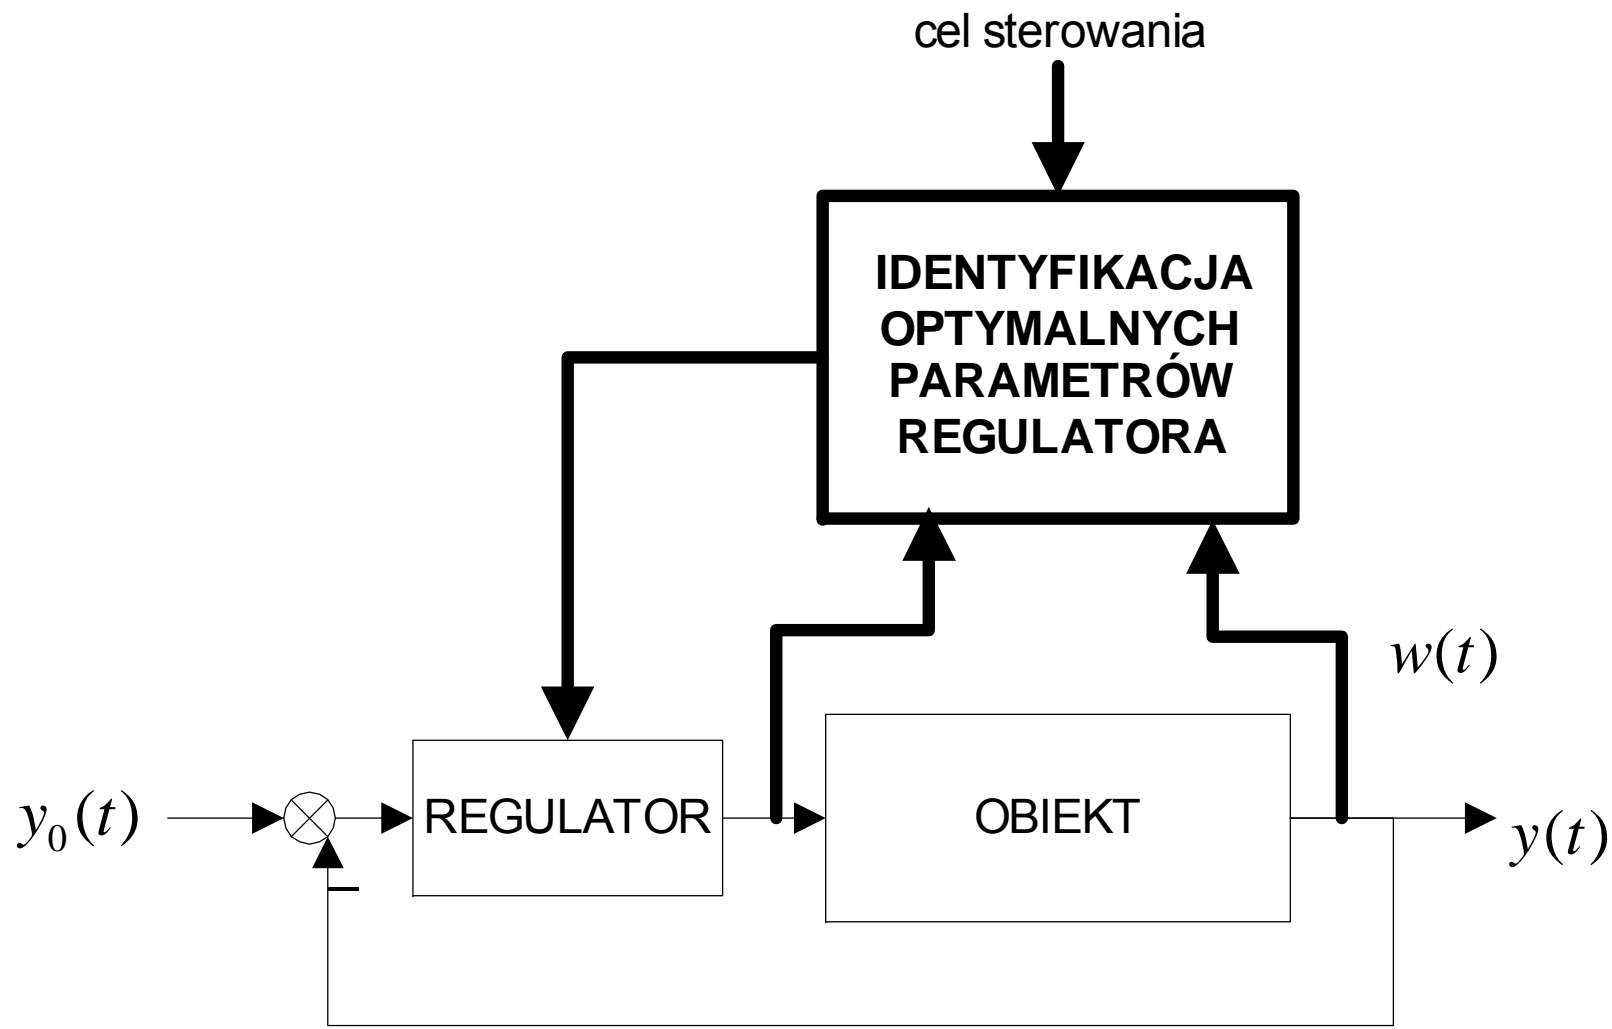 cel sterowania
IDENTYFIKACJA
OPTYMALNYCH
PARAMETRÓW
REGULATORA
w(t)
y₀(t)
REGULATOR
OBIEKT
y(t)
–